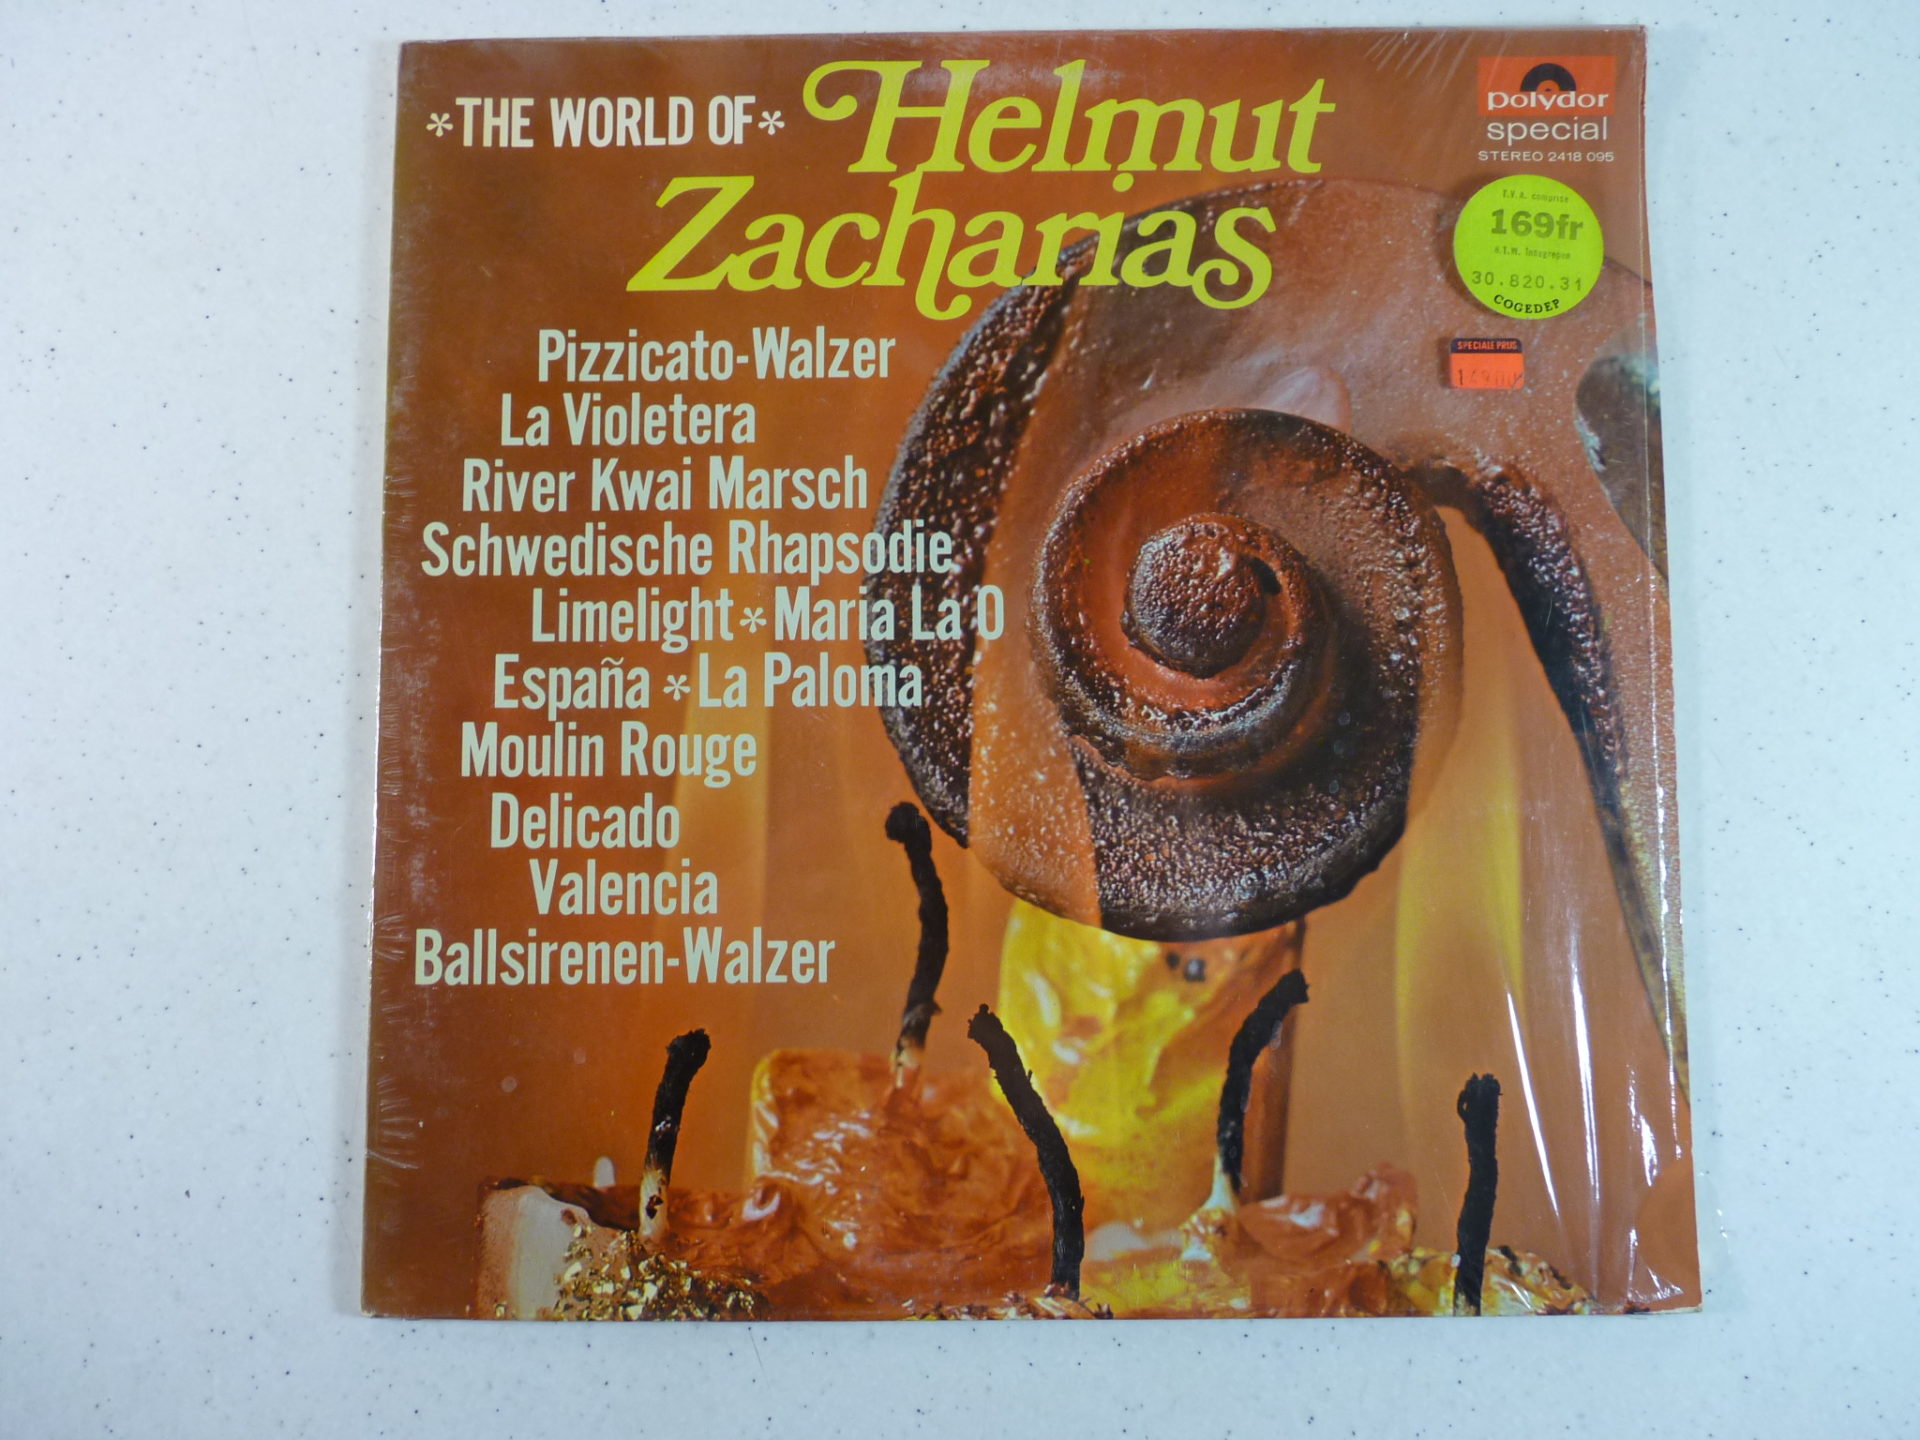 *THE WORLD OF* Helmut
Zacharias
polydor
special
STEREO 2418 095
T.V.A. comprise
169fr
B.T.W. Inbegrepen
30.820.31
COGEDEP
SPECIALE PRIJS
Pizzicato-Walzer
La Violetera
River Kwai Marsch
Schwedische Rhapsodie
Limelight * Maria La O
España * La Paloma
Moulin Rouge
Delicado
Valencia
Ballsirenen-Walzer